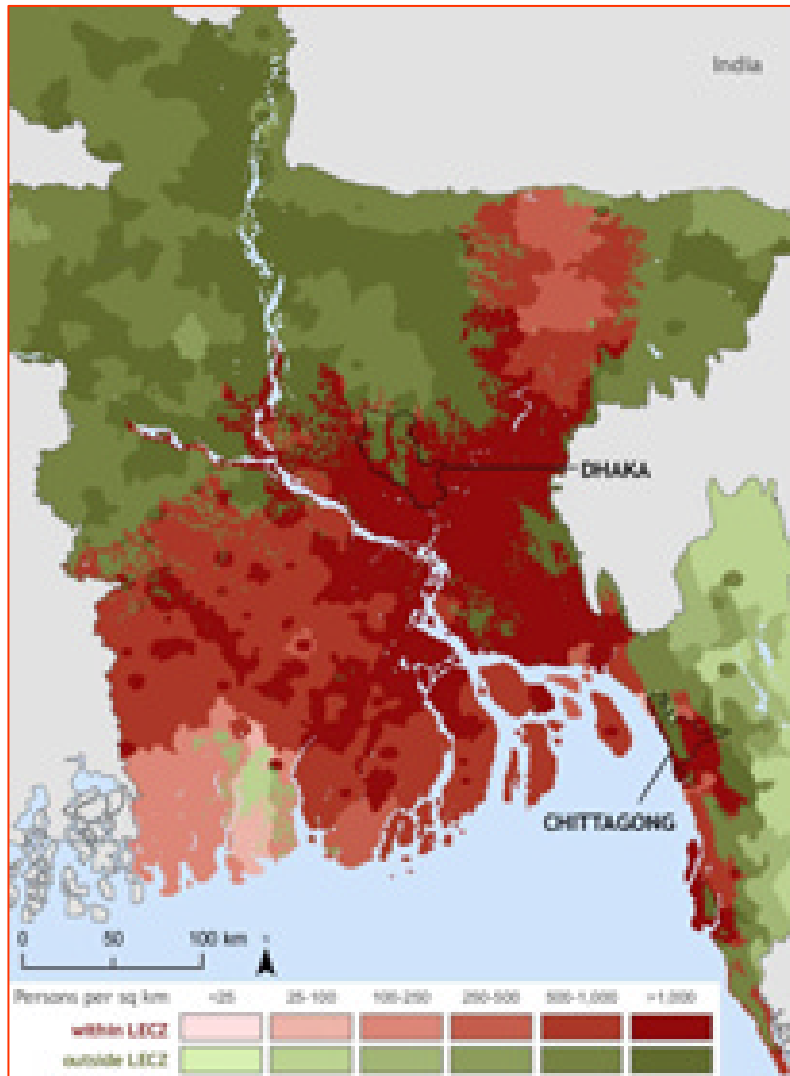 India
DHAKA
CHITTAGONG
0 50 100 km
Persons per sq km <25 25-100 100-250 250-500 500-1,000 >1,000
within LECZ
outside LECZ